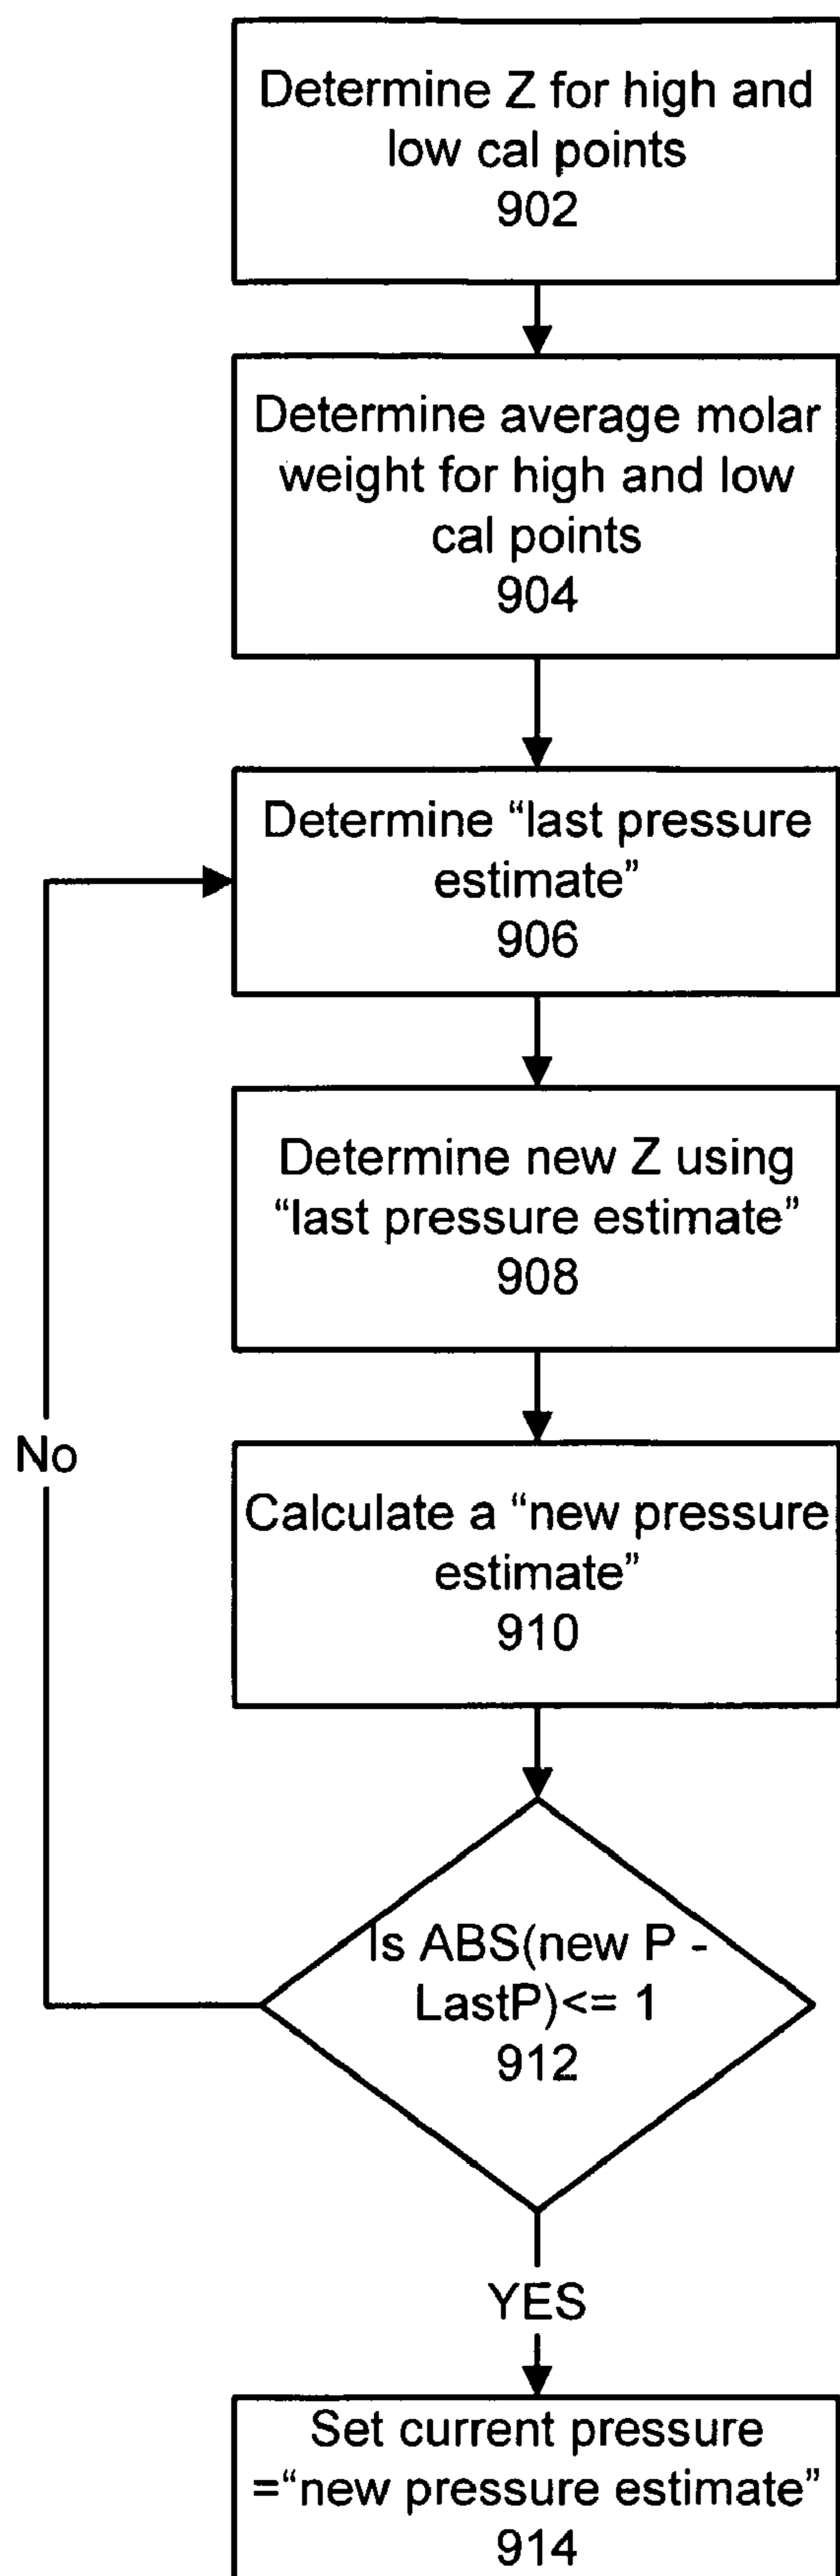 Determine Z for high and
low cal points
902
Determine average molar
weight for high and low
cal points
904
Determine “last pressure
estimate”
906
Determine new Z using
“last pressure estimate”
908
Calculate a “new pressure
estimate”
910
No
Is ABS(new P -
LastP)<= 1
912
YES
Set current pressure
=“new pressure estimate”
914